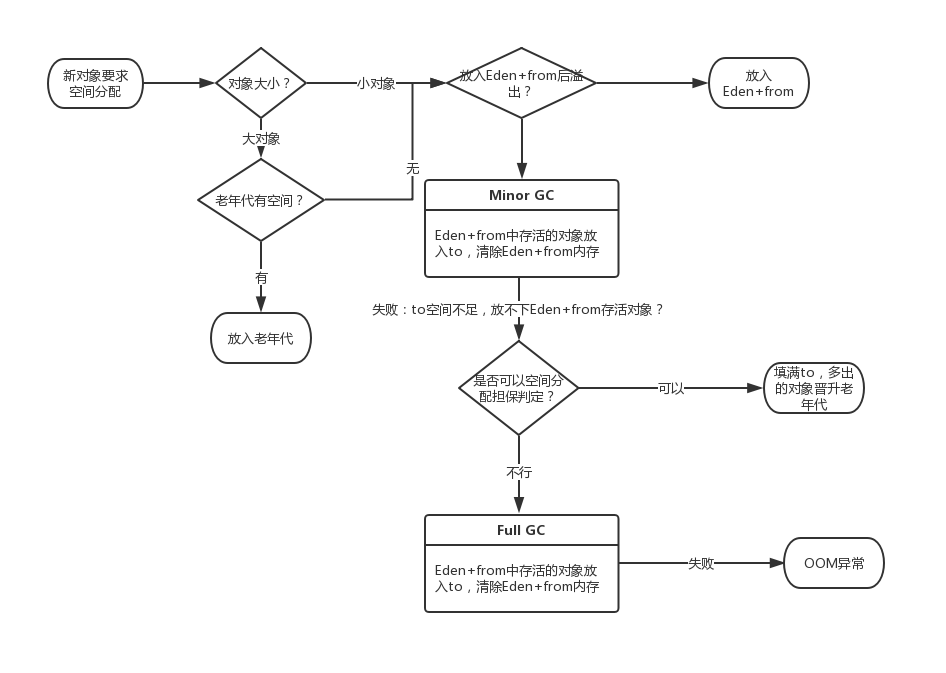 新对象要求
空间分配
对象大小？
小对象
放入Eden+from后溢
出？
放入
Eden+from
大对象
无
老年代有空间？
Minor GC
Eden+from中存活的对象放
入to，清除Eden+from内存
有
失败：to空间不足，放不下Eden+from存活对象？
放入老年代
是否可以空间分
配担保判定？
可以
填满to，多出
的对象晋升老
年代
不行
Full GC
Eden+from中存活的对象放
入to，清除Eden+from内存
失败
OOM异常